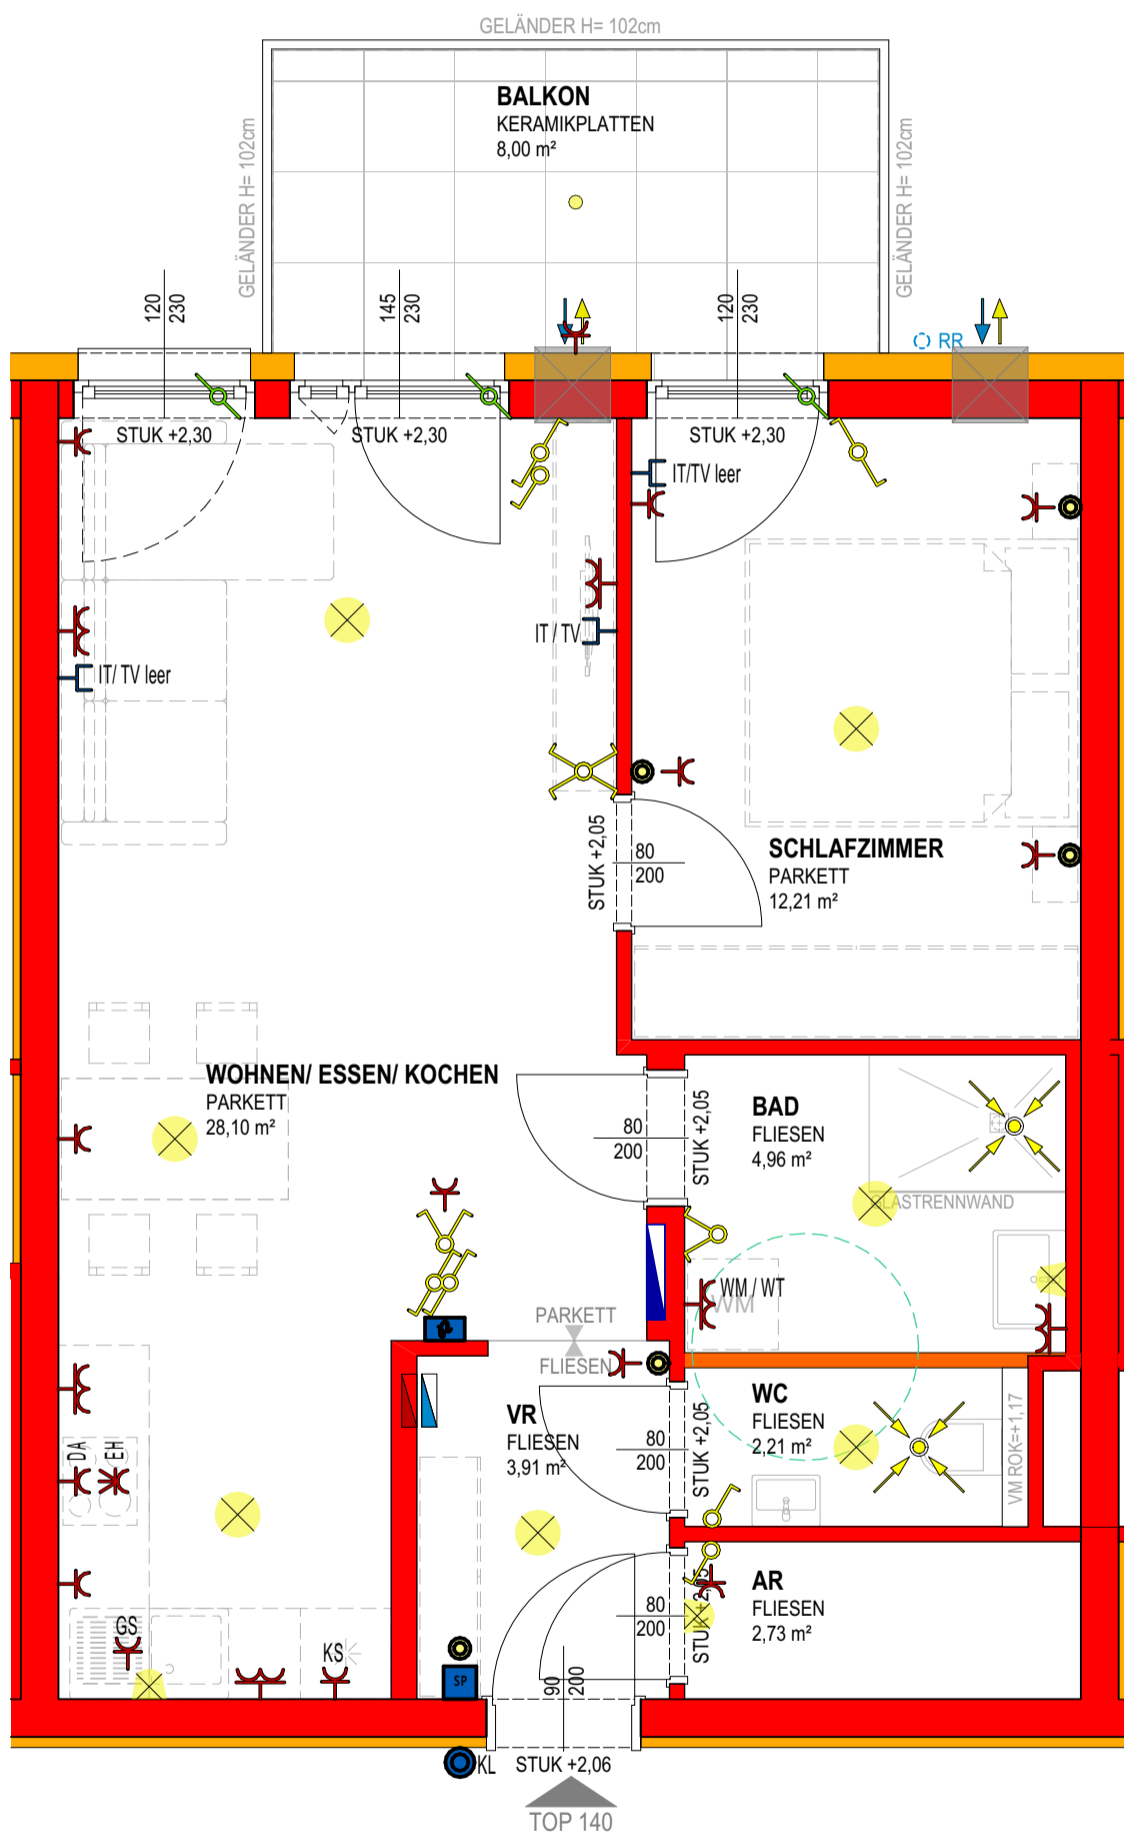 GELÄNDER H= 102cm
BALKON
KERAMIKPLATTEN
8,00 m²
GELÄNDER H= 102cm
GELÄNDER H= 102cm
120
230
145
230
120
230
RR
STUK +2,30
STUK +2,30
STUK +2,30
IT/TV leer
IT / TV
IT/ TV leer
STUK +2,05
80
200
SCHLAFZIMMER
PARKETT
12,21 m²
WOHNEN/ ESSEN/ KOCHEN
PARKETT
28,10 m²
80
200
STUK +2,05
BAD
FLIESEN
4,96 m²
GLASTRENNWAND
WM / WT
WM
PARKETT
FLIESEN
VR
FLIESEN
3,91 m²
80
200
STUK +2,05
WC
FLIESEN
2,21 m²
VM ROK=+1,17
DA
EH
GS
KS
SP
80
200
STUK +2,05
AR
FLIESEN
2,73 m²
90
200
KL
STUK +2,06
TOP 140